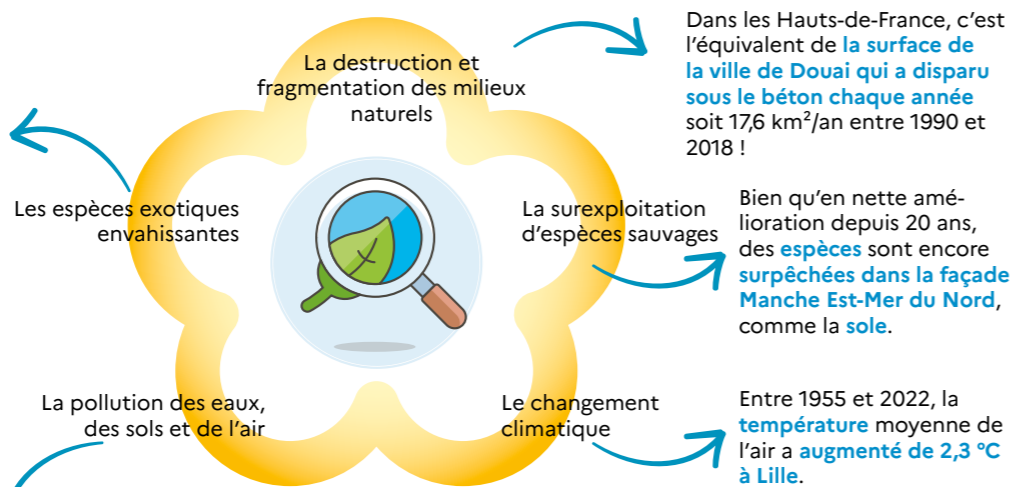 La destruction et
fragmentation des milieux
naturels
Dans les Hauts-de-France, c’est
l’équivalent de la surface de
la ville de Douai qui a disparu
sous le béton chaque année
soit 17,6 km²/an entre 1990 et
2018 !
Les espèces exotiques
envahissantes
La surexploitation
d’espèces sauvages
Bien qu’en nette amé-
lioration depuis 20 ans,
des espèces sont encore
surpêchées dans la façade
Manche Est-Mer du Nord,
comme la sole.
La pollution des eaux,
des sols et de l’air
Le changement
climatique
Entre 1955 et 2022, la
température moyenne de
l’air a augmenté de 2,3 °C
à Lille.